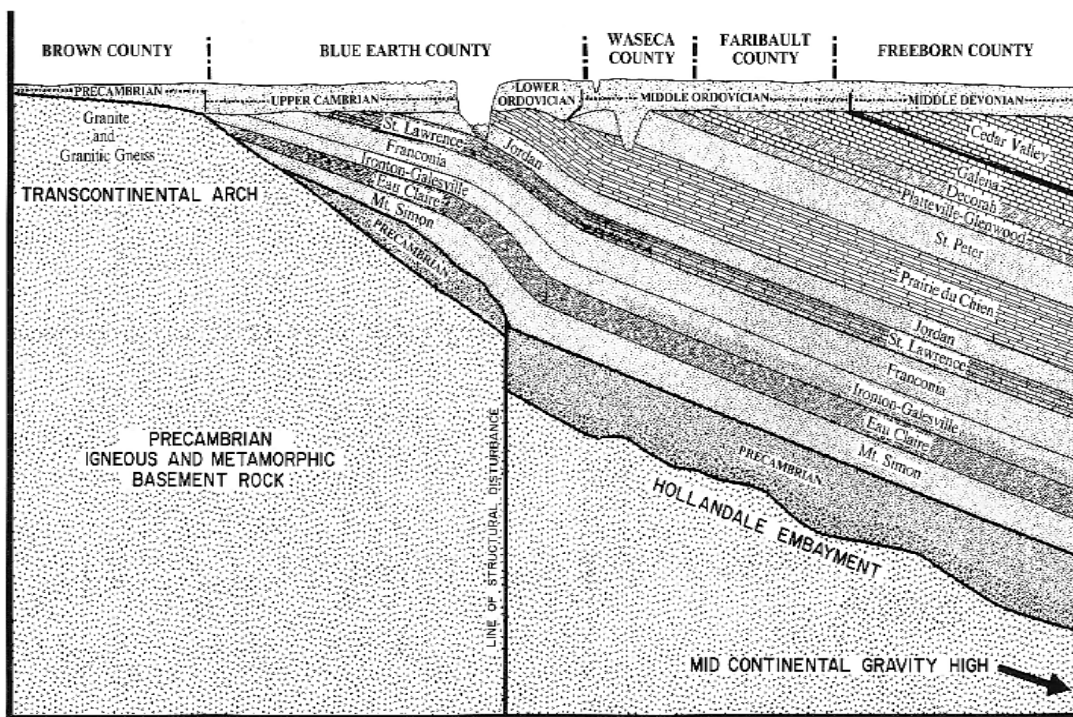 BROWN COUNTY
BLUE EARTH COUNTY
WASECA
COUNTY
FARIBAULT
COUNTY
FREEBORN COUNTY
PRECAMBRIAN
UPPER CAMBRIAN
LOWER
ORDOVICIAN
MIDDLE ORDOVICIAN
MIDDLE DEVONIAN
Granite
and
Granitic Gneiss
TRANSCONTINENTAL ARCH
St. Lawrence
Franconia
Ironton-Galesville
Eau Claire
Mt. Simon
PRECAMBRIAN
Jordan
Cedar Valley
Galena
Decorah
Platteville-Glenwood
St. Peter
Prairie du Chien
Jordan
St. Lawrence
Franconia
Ironton-Galesville
Eau Claire
Mt. Simon
PRECAMBRIAN
PRECAMBRIAN
IGNEOUS AND METAMORPHIC
BASEMENT ROCK
LINE OF STRUCTURAL DISTURBANCE
HOLLANDALE EMBAYMENT
MID CONTINENTAL GRAVITY HIGH